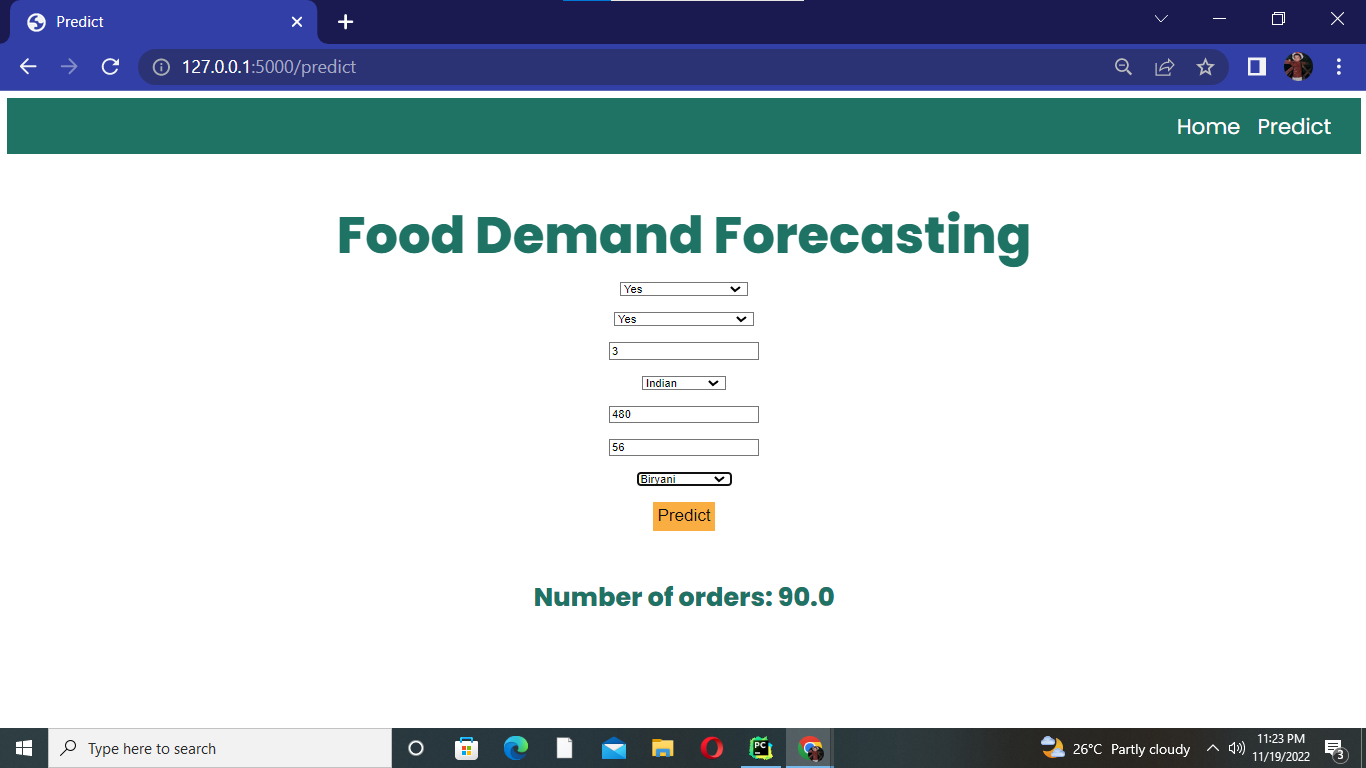 Predict
127.0.0.1:5000/predict
Home Predict
Food Demand Forecasting
Yes
Yes
3
Indian
480
56
Biryani
Predict
Number of orders: 90.0
Type here to search
PC
26°C Partly cloudy
11:23 PM
11/19/2022
3